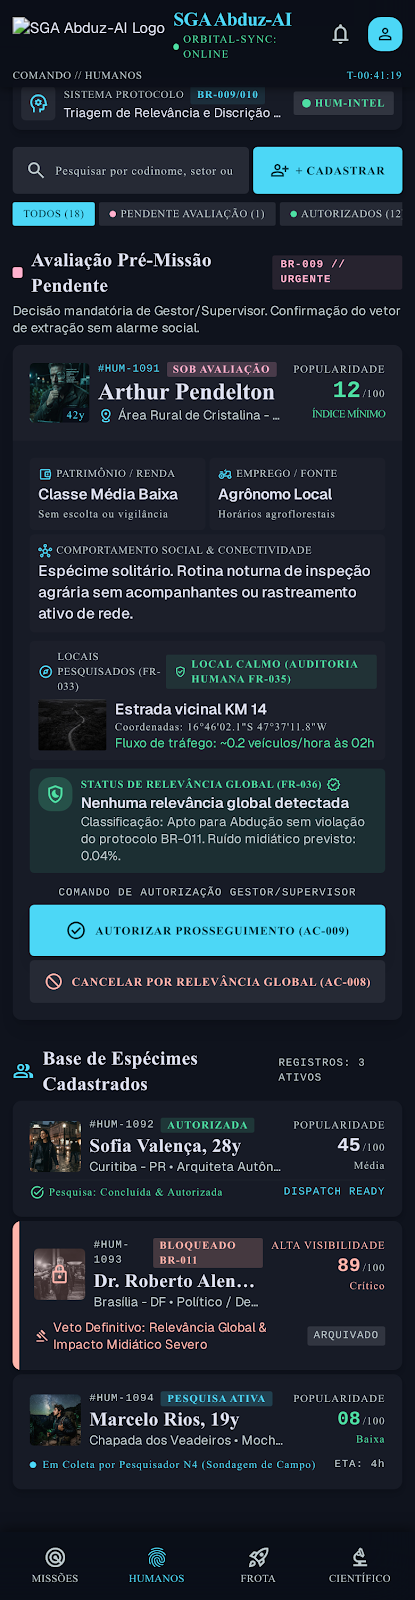 SGA Abduz-AI Logo
SGA Abduz-AI
ORBITAL-SYNC:
ONLINE
COMANDO // HUMANOS
T-00:41:19
SISTEMA PROTOCOLO BR-009/010
Triagem de Relevância e Discrição ...
HUM-INTEL
Pesquisar por codinome, setor ou
+ CADASTRAR
TODOS (18)
PENDENTE AVALIAÇÃO (1)
AUTORIZADOS (12
Avaliação Pré-Missão
Pendente
BR-009 //
URGENTE
Decisão mandatória de Gestor/Supervisor. Confirmação do vetor
de extração sem alarme social.
42y
#HUM-1091 SOB AVALIAÇÃO
Arthur Pendelton
Área Rural de Cristalina - ...
POPULARIDADE
12/100
ÍNDICE MÍNIMO
PATRIMÔNIO / RENDA
Classe Média Baixa
Sem escolta ou vigilância
EMPREGO / FONTE
Agrônomo Local
Horários agroflorestais
COMPORTAMENTO SOCIAL & CONECTIVIDADE
Espécime solitário. Rotina noturna de inspeção
agrária sem acompanhantes ou rastreamento
ativo de rede.
LOCAIS
PESQUISADOS (FR-
033)
LOCAL CALMO (AUDITORIA
HUMANA FR-035)
Estrada vicinal KM 14
Coordenadas: 16°46'02.1"S 47°37'11.8"W
Fluxo de tráfego: ~0.2 veículos/hora às 02h
STATUS DE RELEVÂNCIA GLOBAL (FR-036)
Nenhuma relevância global detectada
Classificação: Apto para Abdução sem violação
do protocolo BR-011. Ruído midiático previsto:
0.04%.
COMANDO DE AUTORIZAÇÃO GESTOR/SUPERVISOR
AUTORIZAR PROSSEGUIMENTO (AC-009)
CANCELAR POR RELEVÂNCIA GLOBAL (AC-008)
Base de Espécimes
Cadastrados
REGISTROS: 3
ATIVOS
#HUM-1092 AUTORIZADA
Sofia Valença, 28y
Curitiba - PR • Arquiteta Autôn...
POPULARIDADE
45/100
Média
Pesquisa: Concluída & Autorizada
DISPATCH READY
#HUM-
1093
BLOQUEADO
BR-011
Dr. Roberto Alen...
Brasília - DF • Político / De...
ALTA VISIBILIDADE
89/100
Crítico
Veto Definitivo: Relevância Global &
Impacto Midiático Severo
ARQUIVADO
#HUM-1094 PESQUISA ATIVA
Marcelo Rios, 19y
Chapada dos Veadeiros • Moch...
POPULARIDADE
08/100
Baixa
Em Coleta por Pesquisador N4 (Sondagem de Campo)
ETA: 4h
MISSÕES
HUMANOS
FROTA
CIENTÍFICO